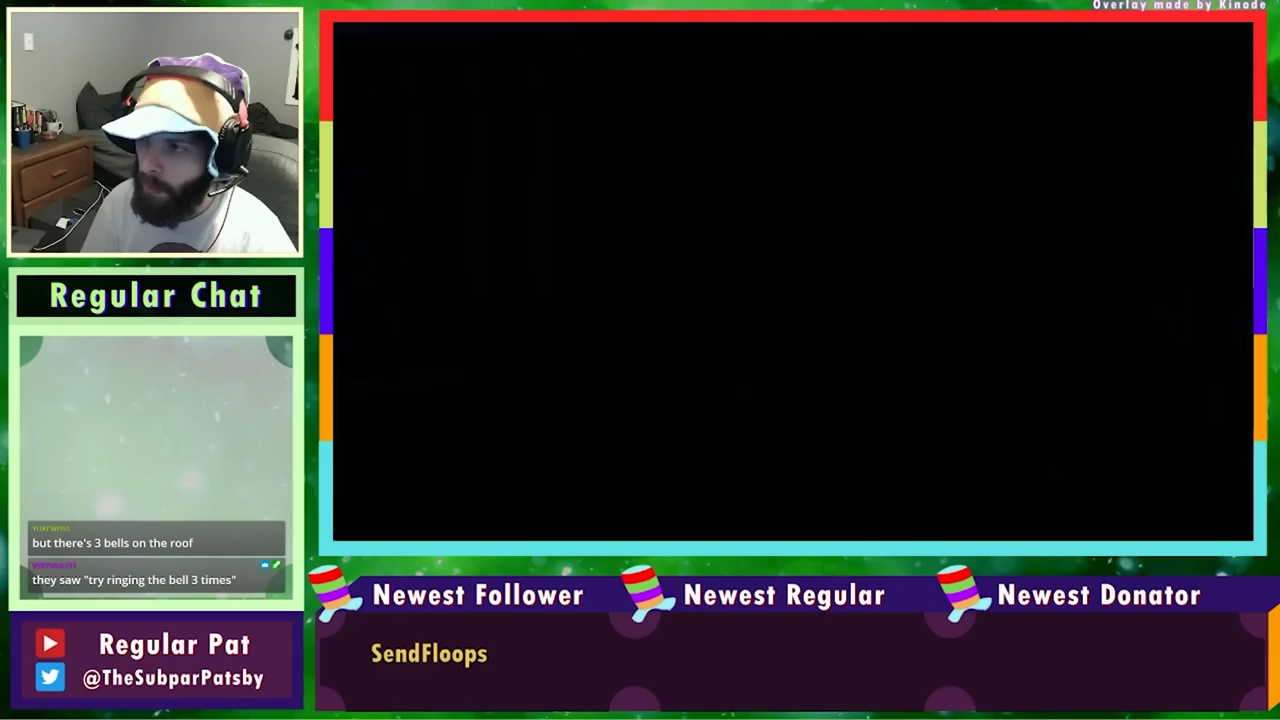 Overlay made by Kinode
Regular Chat
YUKIWEISS
but there's 3 bells on the roof
they saw "try ringing the bell 3 times"
Regular Pat
@TheSubparPatsby
Newest Follower
Newest Regular
Newest Donator
SendFloops